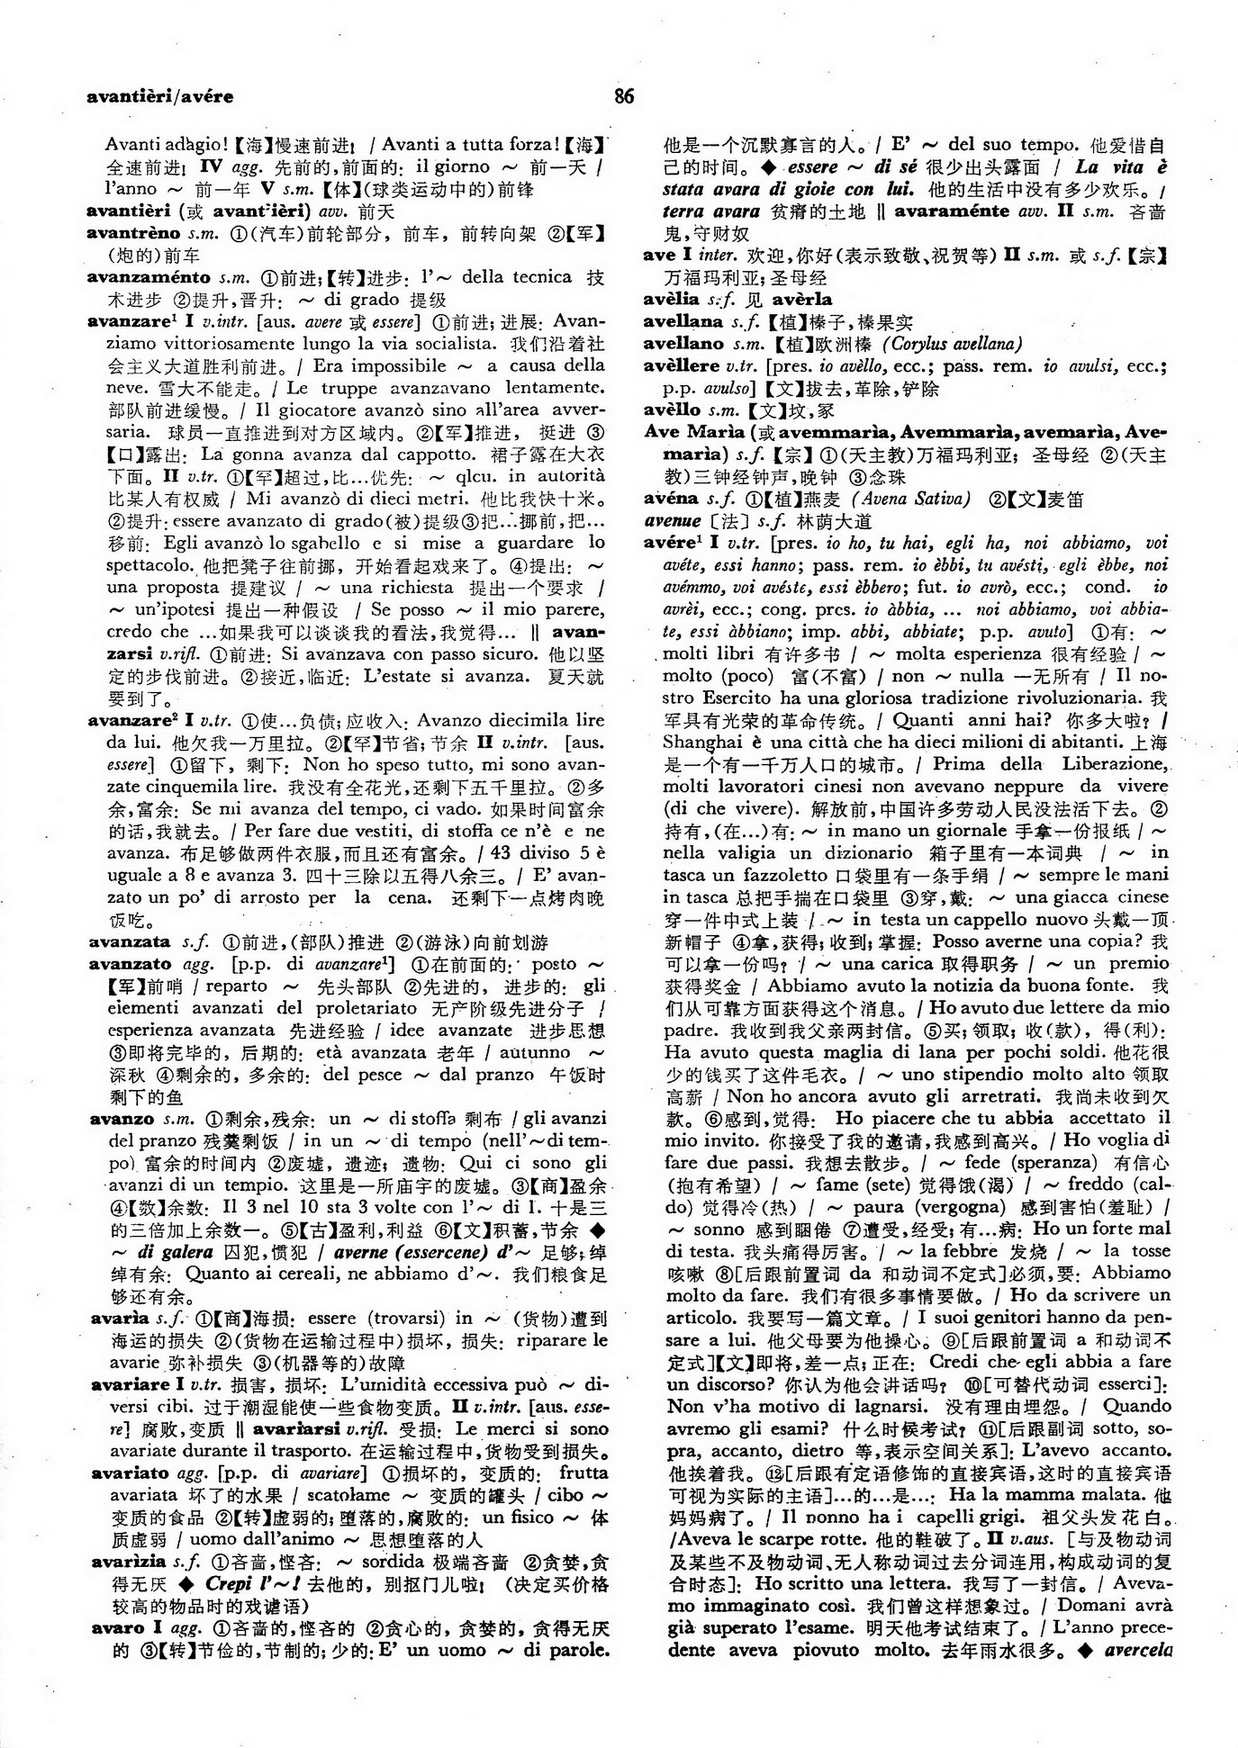 avantièri/avére
86
Avanti adàgio!【海】慢速前进! / Avanti a tutta forza!【海】
全速前进! IV agg. 先前的,前面的: il giorno ~ 前一天 /
l'anno ~ 前一年 V s.m.【体】(球类运动中的)前锋
avantièri (或 avant'ièri) avv. 前天
avantrèno s.m. ①(汽车)前轮部分, 前车, 前转向架 ②【军】
(炮的)前车
avanzaménto s.m. ①前进;【转】进步: l'~ della tecnica 技
术进步 ②提升,晋升: ~ di grado 提级
avanzare¹ I v.intr. [aus. avere 或 essere] ①前进; 进展: Avan-
ziamo vittoriosamente lungo la via socialista. 我们沿着社
会主义大道胜利前进。/ Era impossibile ~ a causa della
neve. 雪大不能走。/ Le truppe avanzavano lentamente.
部队前进缓慢。/ Il giocatore avanzò sino all'area avver-
saria. 球员一直推进到对方区域内。②【军】推进, 挺进 ③
【口】露出: La gonna avanza dal cappotto. 裙子露在大衣
下面。II v.tr. ①【罕】超过,比…优先: ~ qlcu. in autorità
比某人有权威 / Mi avanzò di dieci metri. 他比我快十米。
②提升: essere avanzato di grado(被)提级③把…挪前,把…
移前: Egli avanzò lo sgabello e si mise a guardare lo
spettacolo. 他把凳子往前挪, 开始看起戏来了。④提出: ~
una proposta 提建议 / ~ una richiesta 提出一个要求 /
~ un'ipotesi 提出一种假设 / Se posso ~ il mio parere,
credo che …如果我可以谈谈我的看法,我觉得… ‖ avan-
zarsi v.rifl. ①前进: Si avanzava con passo sicuro. 他以坚
定的步伐前进。②接近,临近: L'estate si avanza. 夏天就
要到了。
avanzare² I v.tr. ①使…负债; 应收入: Avanzo diecimila lire
da lui. 他欠我一万里拉。②【罕】节省; 节余 II v.intr. [aus.
essere] ①留下, 剩下: Non ho speso tutto, mi sono avan-
zate cinquemila lire. 我没有全花光,还剩下五千里拉。②多
余,富余: Se mi avanza del tempo, ci vado. 如果时间富余
的话,我就去。/ Per fare due vestiti, di stoffa ce n'è e ne
avanza. 布足够做两件衣服,而且还有富余。/ 43 diviso 5 è
uguale a 8 e avanza 3. 四十三除以五得八余三。/ E' avan-
zato un po' di arrosto per la cena. 还剩下一点烤肉晚
饭吃。
avanzata s.f. ①前进,(部队)推进 ②(游泳)向前划游
avanzato agg. [p.p. di avanzare¹] ①在前面的: posto ~
【军】前哨 / reparto ~ 先头部队 ②先进的, 进步的: gli
elementi avanzati del proletariato 无产阶级先进分子 /
esperienza avanzata 先进经验 / idee avanzate 进步思想
③即将完毕的, 后期的: età avanzata 老年 / autunno ~
深秋 ④剩余的, 多余的: del pesce ~ dal pranzo 午饭时
剩下的鱼
avanzo s.m. ①剩余,残余: un ~ di stoffa 剩布 / gli avanzi
del pranzo 残羹剩饭 / in un ~ di tempo (nell'~di tem-
po) 富余的时间内 ②废墟, 遗迹; 遗物: Qui ci sono gli
avanzi di un tempio. 这里是一所庙宇的废墟。③【商】盈余
④【数】余数: Il 3 nel 10 sta 3 volte con l'~ di 1. 十是三
的三倍加上余数一。⑤【古】盈利,利益 ⑥【文】积蓄,节余 ◆
~ di galera 囚犯,惯犯 / averne (essercene) d'~ 足够;绰
绰有余: Quanto ai cereali, ne abbiamo d'~. 我们粮食足
够还有余。
avarìa s.f. ①【商】海损: essere (trovarsi) in ~ (货物)遭到
海运的损失 ②(货物在运输过程中)损坏, 损失: riparare le
avarie 弥补损失 ③(机器等的)故障
avariare I v.tr. 损害, 损坏: L'umidità eccessiva può ~ di-
versi cibi. 过于潮湿能使一些食物变质。II v.intr. [aus. esse-
re] 腐败,变质 ‖ avariarsi v.rifl. 受损: Le merci si sono
avariate durante il trasporto. 在运输过程中,货物受到损失。
avariato agg. [p.p. di avariare] ①损坏的, 变质的: frutta
avariata 坏了的水果 / scatolame ~ 变质的罐头 / cibo ~
变质的食品 ②【转】虚弱的; 堕落的,腐败的: un fisico ~ 体
质虚弱 / uomo dall'animo ~ 思想堕落的人
avarìzia s.f. ①吝啬,悭吝: ~ sordida 极端吝啬 ②贪婪,贪
得无厌 ◆ Crepi l'~! 去他的, 别抠门儿啦! (决定买价格
较高的物品时的戏谑语)
avaro I agg. ①吝啬的,悭吝的 ②贪心的, 贪婪的, 贪得无厌
的 ③【转】节俭的,节制的; 少的: E' un uomo ~ di parole.
他是一个沉默寡言的人。/ E' ~ del suo tempo. 他爱惜自
己的时间。◆ essere ~ di sé 很少出头露面 / La vita è
stata avara di gioie con lui. 他的生活中没有多少欢乐。/
terra avara 贫瘠的土地 ‖ avaraménte avv. II s.m. 吝啬
鬼,守财奴
ave I inter. 欢迎,你好(表示致敬、祝贺等) II s.m. 或 s.f.【宗】
万福玛利亚;圣母经
avèlia s.f. 见 avèrla
avellana s.f.【植】榛子,榛果实
avellano s.m.【植】欧洲榛 (Corylus avellana)
avèllere v.tr. [pres. io avèllo, ecc.; pass. rem. io avulsi, ecc.;
p.p. avulso]【文】拔去,革除,铲除
avèllo s.m.【文】坟,冢
Ave Marìa (或 avemmarìa, Avemmarìa, avemarìa, Ave-
marìa) s.f.【宗】①(天主教)万福玛利亚; 圣母经 ②(天主
教)三钟经钟声,晚钟 ③念珠
avéna s.f. ①【植】燕麦 (Avena Sativa) ②【文】麦笛
avenue〔法〕s.f. 林荫大道
avére¹ I v.tr. [pres. io ho, tu hai, egli ha, noi abbiamo, voi
avéte, essi hanno; pass. rem. io èbbi, tu avésti, egli èbbe, noi
avémmo, voi avéste, essi èbbero; fut. io avrò, ecc.; cond. io
avrèi, ecc.; cong. pres. io àbbia, … noi abbiamo, voi abbia-
te, essi àbbiano; imp. abbi, abbiate; p.p. avuto] ①有: ~
molti libri 有许多书 / ~ molta esperienza 很有经验 / ~
molto (poco) 富(不富) / non ~ nulla 一无所有 / Il no-
stro Esercito ha una gloriosa tradizione rivoluzionaria. 我
军具有光荣的革命传统。/ Quanti anni hai? 你多大啦? /
Shanghai è una città che ha dieci milioni di abitanti. 上海
是一个有一千万人口的城市。/ Prima della Liberazione,
molti lavoratori cinesi non avevano neppure da vivere
(di che vivere). 解放前,中国许多劳动人民没法活下去。②
持有,(在…)有: ~ in mano un giornale 手拿一份报纸 / ~
nella valigia un dizionario 箱子里有一本词典 / ~ in
tasca un fazzoletto 口袋里有一条手绢 / ~ sempre le mani
in tasca 总把手揣在口袋里 ③穿,戴: ~ una giacca cinese
穿一件中式上装 / ~ in testa un cappello nuovo 头戴一顶
新帽子 ④拿,获得; 收到; 掌握: Posso averne una copia? 我
可以拿一份吗? / ~ una carica 取得职务 / ~ un premio
获得奖金 / Abbiamo avuto la notizia da buona fonte. 我
们从可靠方面获得这个消息。/ Ho avuto due lettere da mio
padre. 我收到我父亲两封信。⑤买; 领取; 收(款), 得(利):
Ha avuto questa maglia di lana per pochi soldi. 他花很
少的钱买了这件毛衣。/ ~ uno stipendio molto alto 领取
高薪 / Non ho ancora avuto gli arretrati. 我尚未收到欠
款。⑥感到,觉得: Ho piacere che tu abbia accettato il
mio invito. 你接受了我的邀请,我感到高兴。/ Ho voglia di
fare due passi. 我想去散步。/ ~ fede (speranza) 有信心
(抱有希望) / ~ fame (sete) 觉得饿(渴) / ~ freddo (cal-
do) 觉得冷(热) / ~ paura (vergogna) 感到害怕(羞耻) /
~ sonno 感到困倦 ⑦遭受,经受; 有…病: Ho un forte mal
di testa. 我头痛得厉害。/ ~ la febbre 发烧 / ~ la tosse
咳嗽 ⑧[后跟前置词 da 和动词不定式]必须,要: Abbiamo
molto da fare. 我们有很多事情要做。/ Ho da scrivere un
articolo. 我要写一篇文章。/ I suoi genitori hanno da pen-
sare a lui. 他父母要为他操心。⑨[后跟前置词 a 和动词不
定式]【文】即将,差一点; 正在: Credi che egli abbia a fare
un discorso? 你认为他会讲话吗? ⑩[可替代动词 esserci]:
Non v'ha motivo di lagnarsi. 没有理由埋怨。/ Quando
avremo gli esami? 什么时候考试? ⑪[后跟副词 sotto, so-
pra, accanto, dietro 等,表示空间关系]: L'avevo accanto.
他挨着我。⑫[后跟有定语修饰的直接宾语,这时的直接宾语
可视为实际的主语]…的…是…: Ha la mamma malata. 他
妈妈病了。/ Il nonno ha i capelli grigi. 祖父头发花白。
/Aveva le scarpe rotte. 他的鞋破了。II v.aus. [与及物动词
及某些不及物动词、无人称动词过去分词连用,构成动词的复
合时态]: Ho scritto una lettera. 我写了一封信。/ Aveva-
mo immaginato così. 我们曾这样想象过。/ Domani avrà
già superato l'esame. 明天他考试结束了。/ L'anno prece-
dente aveva piovuto molto. 去年雨水很多。◆ avercela